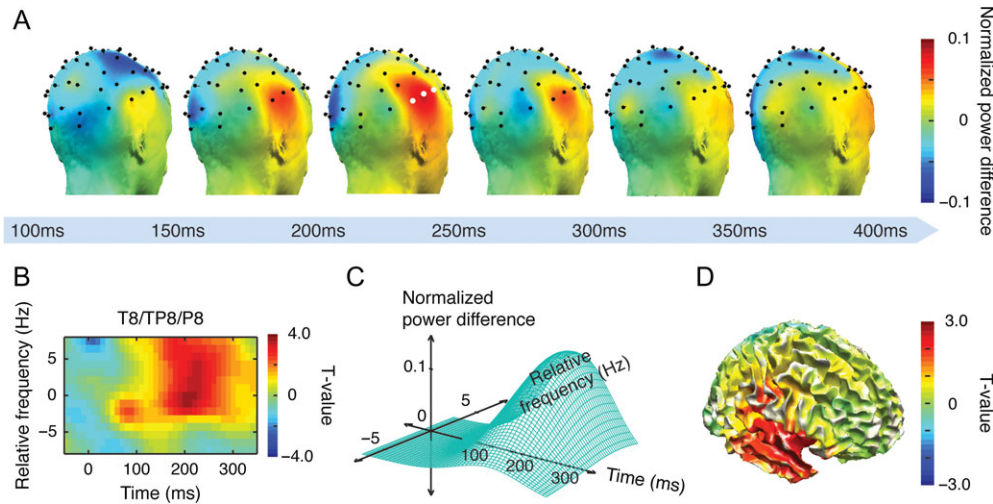 A
0.1
0
−0.1
Normalized power difference
100ms 150ms 200ms 250ms 300ms 350ms 400ms
B
T8/TP8/P8
Relative frequency (Hz)
5
0
−5
0 100 200 300
Time (ms)
4.0
−4.0
T-value
C
Normalized
power difference
0.1
0
5
−5
Relative
frequency (Hz)
100
200
300
Time (ms)
D
3.0
0
−3.0
T-value